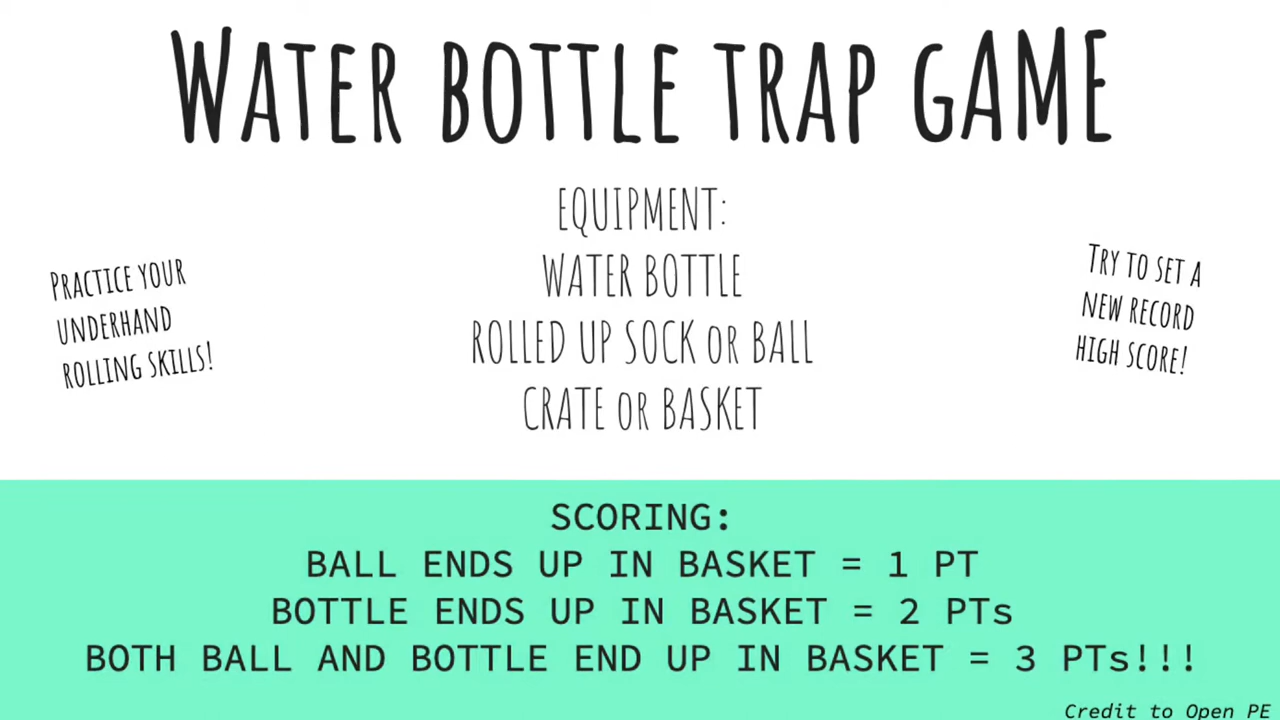 WATER BOTTLE TRAP GAME
EQUIPMENT:
WATER BOTTLE
ROLLED UP SOCK OR BALL
CRATE OR BASKET
PRACTICE YOUR
UNDERHAND
ROLLING SKILLS!
TRY TO SET A
NEW RECORD
HIGH SCORE!
SCORING:
BALL ENDS UP IN BASKET = 1 PT
BOTTLE ENDS UP IN BASKET = 2 PTs
BOTH BALL AND BOTTLE END UP IN BASKET = 3 PTs!!!
Credit to Open PE